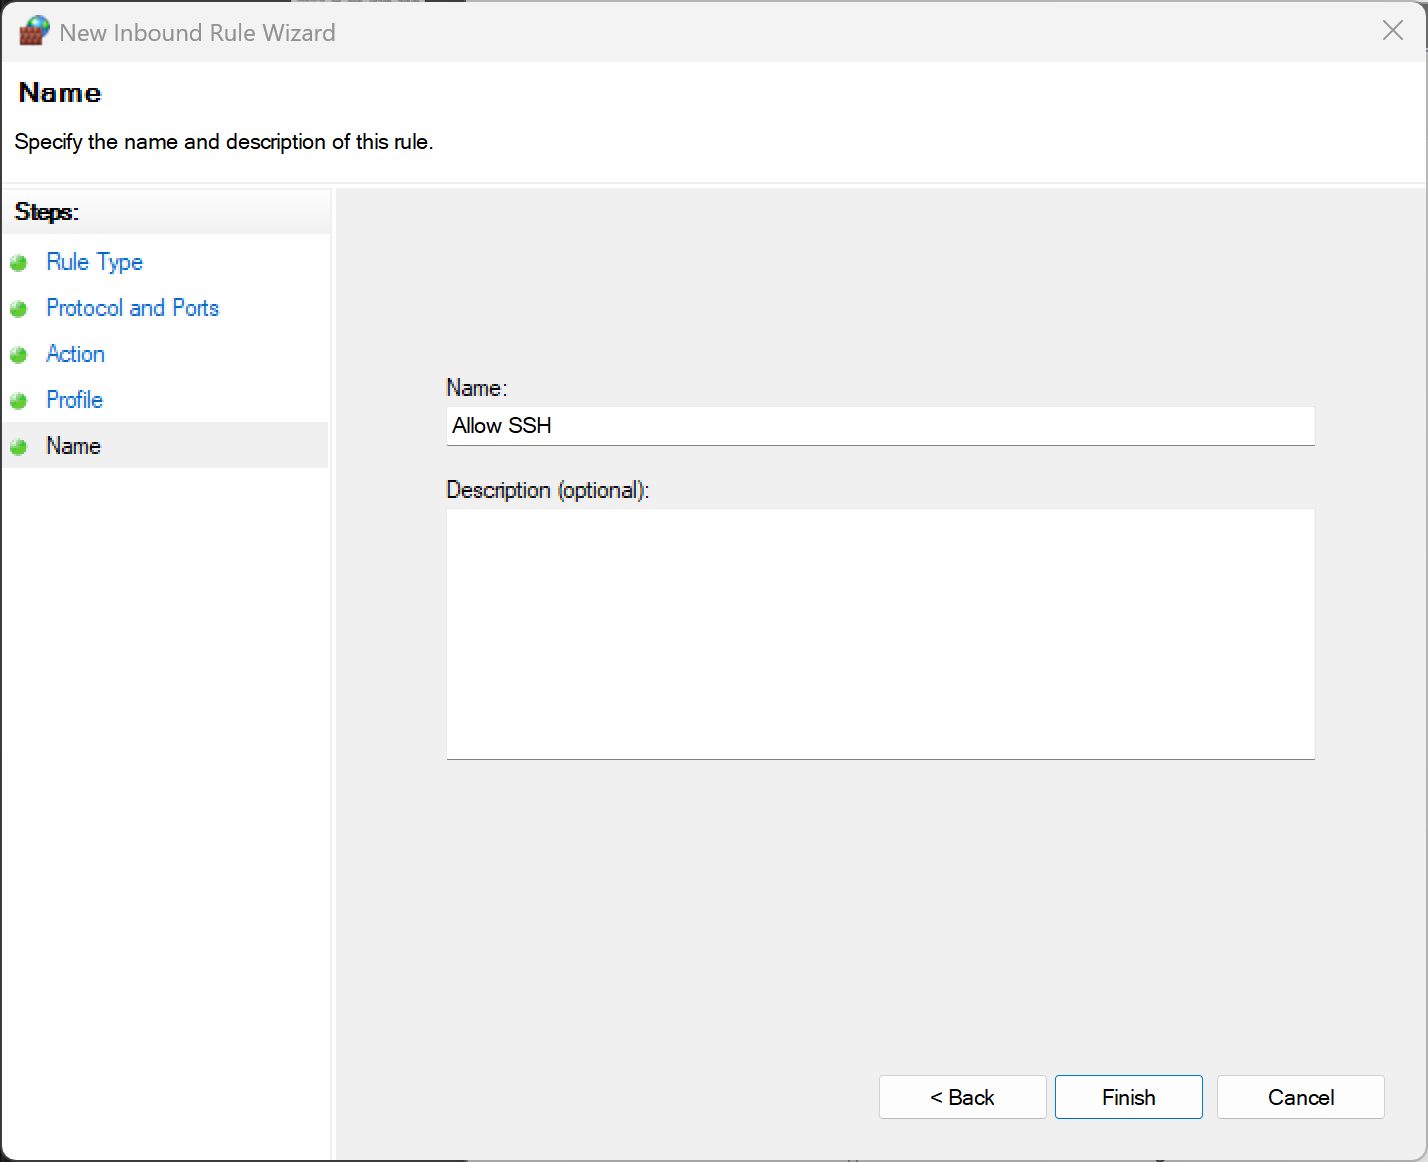 New Inbound Rule Wizard
Name
Specify the name and description of this rule.
Steps:
Rule Type
Protocol and Ports
Action
Profile
Name
Name:
Allow SSH
Description (optional):
< Back
Finish
Cancel